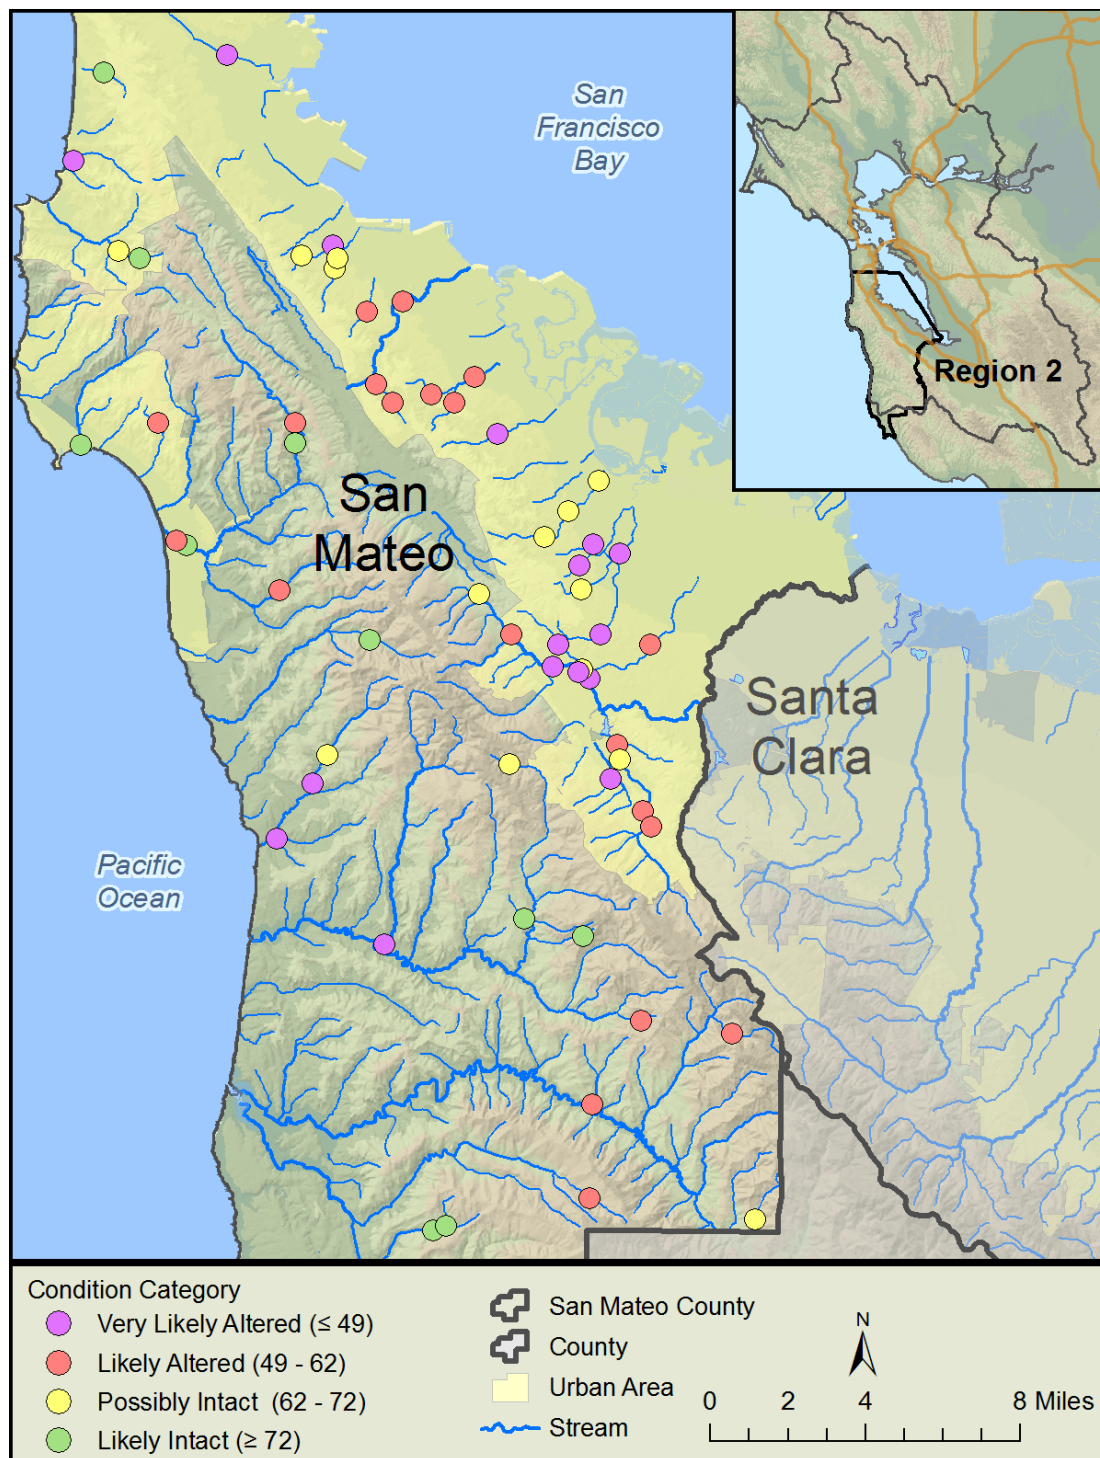 San
Francisco
Bay
Region 2
San
Mateo
Santa
Clara
Pacific
Ocean
Condition Category
Very Likely Altered (≤ 49)
Likely Altered (49 - 62)
Possibly Intact (62 - 72)
Likely Intact (≥ 72)
San Mateo County
County
Urban Area
Stream
N
0 2 4 8 Miles